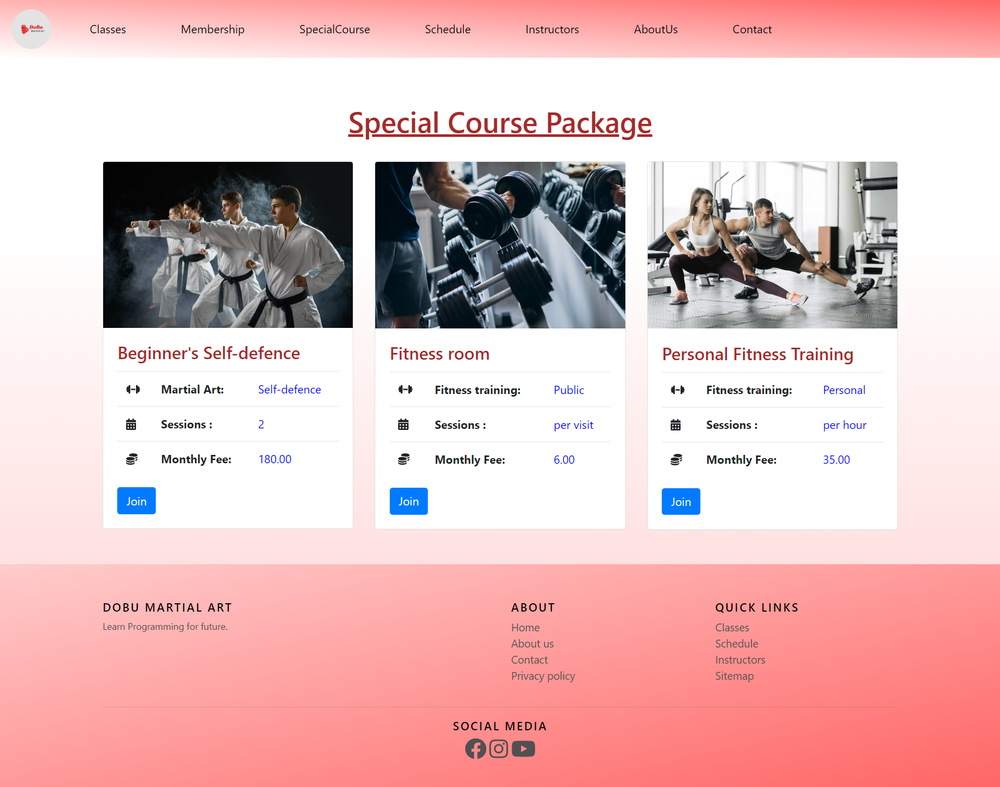 DoBu
Martial Art
Classes
Membership
SpecialCourse
Schedule
Instructors
AboutUs
Contact
Special Course Package
Beginner's Self-defence
Martial Art: Self-defence
Sessions : 2
Monthly Fee: 180.00
Join
Fitness room
Fitness training: Public
Sessions : per visit
Monthly Fee: 6.00
Join
dreamstime
Personal Fitness Training
Fitness training: Personal
Sessions : per hour
Monthly Fee: 35.00
Join
DOBU MARTIAL ART
Learn Programming for future.
ABOUT
Home
About us
Contact
Privacy policy
QUICK LINKS
Classes
Schedule
Instructors
Sitemap
SOCIAL MEDIA